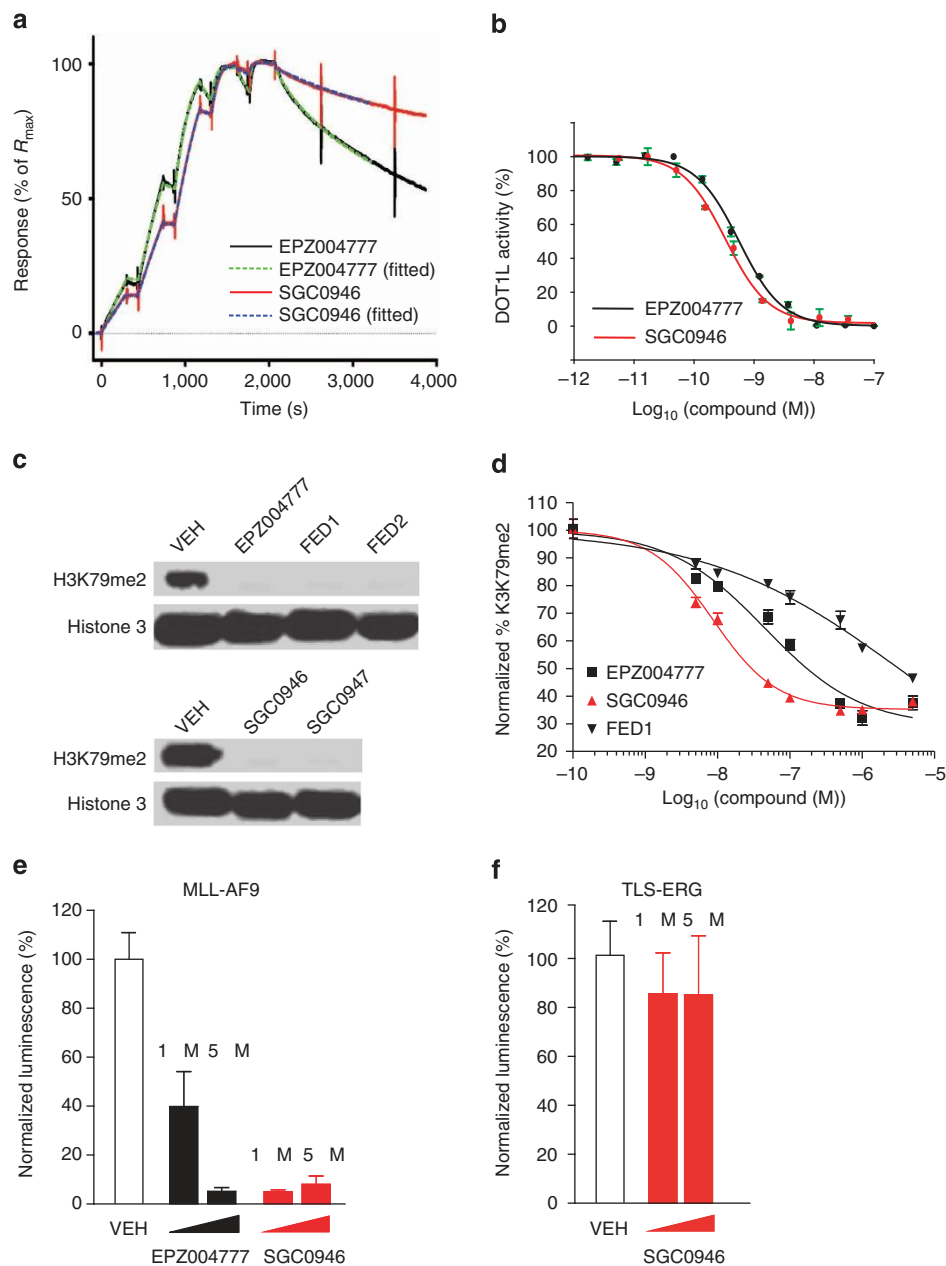 a
Response (% of Rmax)
100
50
0
EPZ004777
EPZ004777 (fitted)
SGC0946
SGC0946 (fitted)
0
1,000
2,000
3,000
4,000
Time (s)
b
DOT1L activity (%)
100
80
60
40
20
0
EPZ004777
SGC0946
–12
–11
–10
–9
–8
–7
Log10 (compound (M))
c
VEH
EPZ004777
FED1
FED2
H3K79me2
Histone 3
VEH
SGC0946
SGC0947
H3K79me2
Histone 3
d
Normalized % K3K79me2
110
100
90
80
70
60
50
40
30
20
EPZ004777
SGC0946
FED1
–10
–9
–8
–7
–6
–5
Log10 (compound (M))
e
MLL-AF9
Normalized luminescence (%)
120
100
80
60
40
20
0
1 M 5 M
1 M 5 M
VEH
EPZ004777
SGC0946
f
TLS-ERG
Normalized luminescence (%)
120
100
80
60
40
20
0
1 M 5 M
VEH
SGC0946